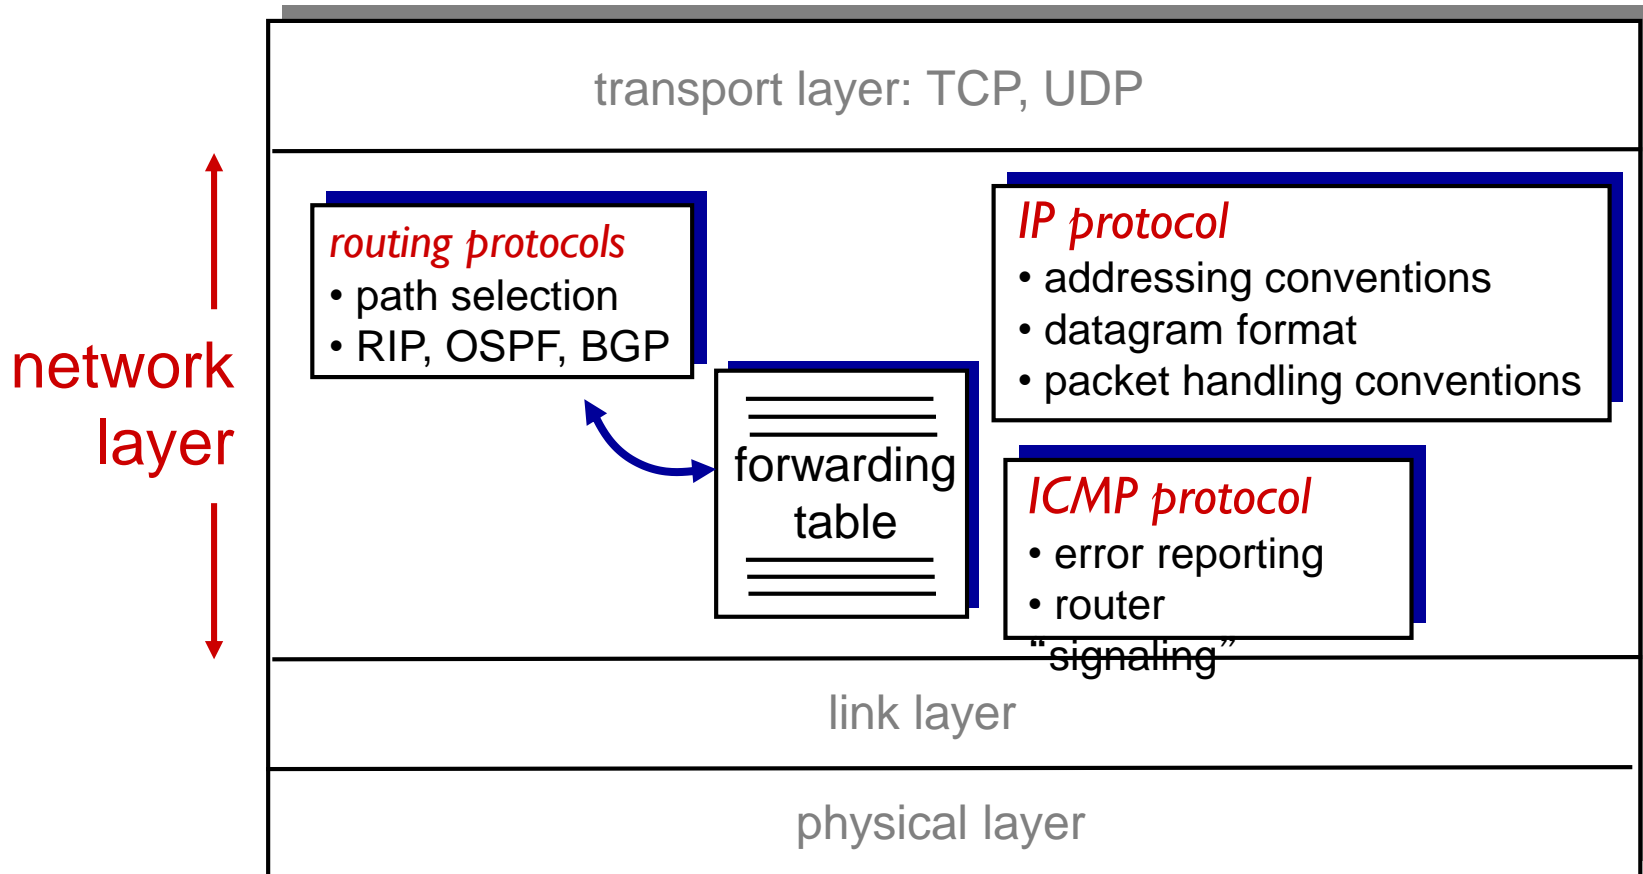 transport layer: TCP, UDP
network
layer
routing protocols
• path selection
• RIP, OSPF, BGP
forwarding
table
IP protocol
• addressing conventions
• datagram format
• packet handling conventions
ICMP protocol
• error reporting
• router
“signaling”
link layer
physical layer